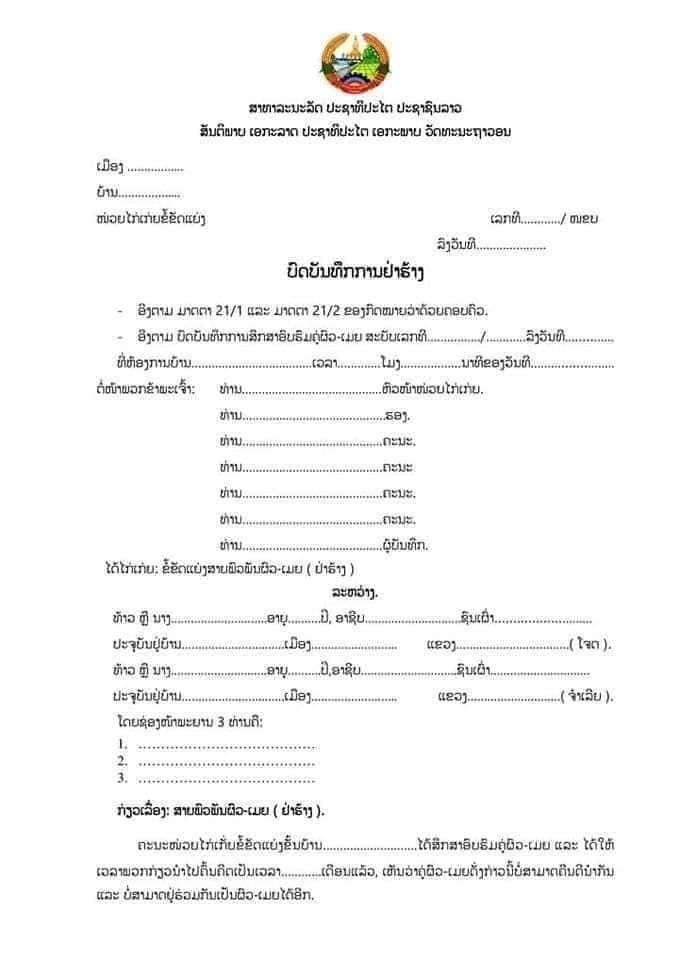 ສາທາລະນະລັດ ປະຊາທິປະໄຕ ປະຊາຊົນລາວ
ສັນຕິພາບ ເອກະລາດ ປະຊາທິປະໄຕ ເອກະພາບ ວັດທະນະຖາວອນ
ເມືອງ .................
ບ້ານ...................
ໜ່ວຍໄກ່ເກ່ຍຂໍ້ຂັດແຍ່ງ ເລກທີ............/ ໜຂບ
ລົງວັນທີ.....................
ບົດບັນທຶກການຢ່າຮ້າງ
- ອີງຕາມ ມາດຕາ 21/1 ແລະ ມາດຕາ 21/2 ຂອງກົດໝາຍວ່າດ້ວຍຄອບຄົວ.
- ອີງຕາມ ບົດບັນທຶກການສຶກສາອົບຮົມຄູ່ຜົວ-ເມຍ ສະບັບເລກທີ................/............ລົງວັນທີ...............
ທີ່ຫ້ອງການບ້ານ.....................................ເວລາ.............ໂມງ..................ນາທີຂອງວັນທີ.........................
ຕໍ່ໜ້າພວກຂ້າພະເຈົ້າ: ທ່ານ..........................................ຫົວໜ້າໜ່ວຍໄກ່ເກ່ຍ.
ທ່ານ...........................................ຮອງ.
ທ່ານ..........................................ຄະນະ.
ທ່ານ..........................................ຄະນະ
ທ່ານ..........................................ຄະນະ.
ທ່ານ..........................................ຄະນະ.
ທ່ານ..........................................ຜູ້ບັນທຶກ.
ໄດ້ໄກ່ເກ່ຍ: ຂໍ້ຂັດແຍ່ງສາຍພົວພັນຜົວ-ເມຍ ( ຢ່າຮ້າງ )
ລະຫວ່າງ.
ທ້າວ ຫຼື ນາງ.............................ອາຍຸ..........ປີ, ອາຊີບ.............................ຊົນເຜົ່າ..............................
ປະຈຸບັນຢູ່ບ້ານ...............................ເມືອງ.......................... ແຂວງ..................................( ໂຈດ ).
ທ້າວ ຫຼື ນາງ.............................ອາຍຸ..........ປີ,ອາຊີບ.............................ຊົນເຜົ່າ..............................
ປະຈຸບັນຢູ່ບ້ານ...............................ເມືອງ.......................... ແຂວງ............................( ຈຳເລີຍ ).
ໂດຍຊ່ອງໜ້າພະຍານ 3 ທ່ານຄື:
1. ........................................
2. ........................................
3. ........................................
ກ່ຽວເລື່ອງ: ສາຍພົວພັນຜົວ-ເມຍ ( ຢ່າຮ້າງ ).
ຄະນະໜ່ວຍໄກ່ເກັ່ຍຂໍ້ຂັດແຍ່ງຂັ້ນບ້ານ............................ໄດ້ສຶກສາອົບຮົມຄູ່ຜົວ-ເມຍ ແລະ ໄດ້ໃຫ້
ເວລາພວກກ່ຽວນຳໄປຄົ້ນຄິດເປັນເວລາ............ເດືອນແລ້ວ, ເຫັນວ່າຄູ່ຜົວ-ເມຍດັ່ງກ່າວນີ້ບໍ່ສາມາດຄືນດີນຳກັນ
ແລະ ບໍ່ສາມາດຢູ່ຮ່ວມກັນເປັນຜົວ-ເມຍໄດ້ອີກ.